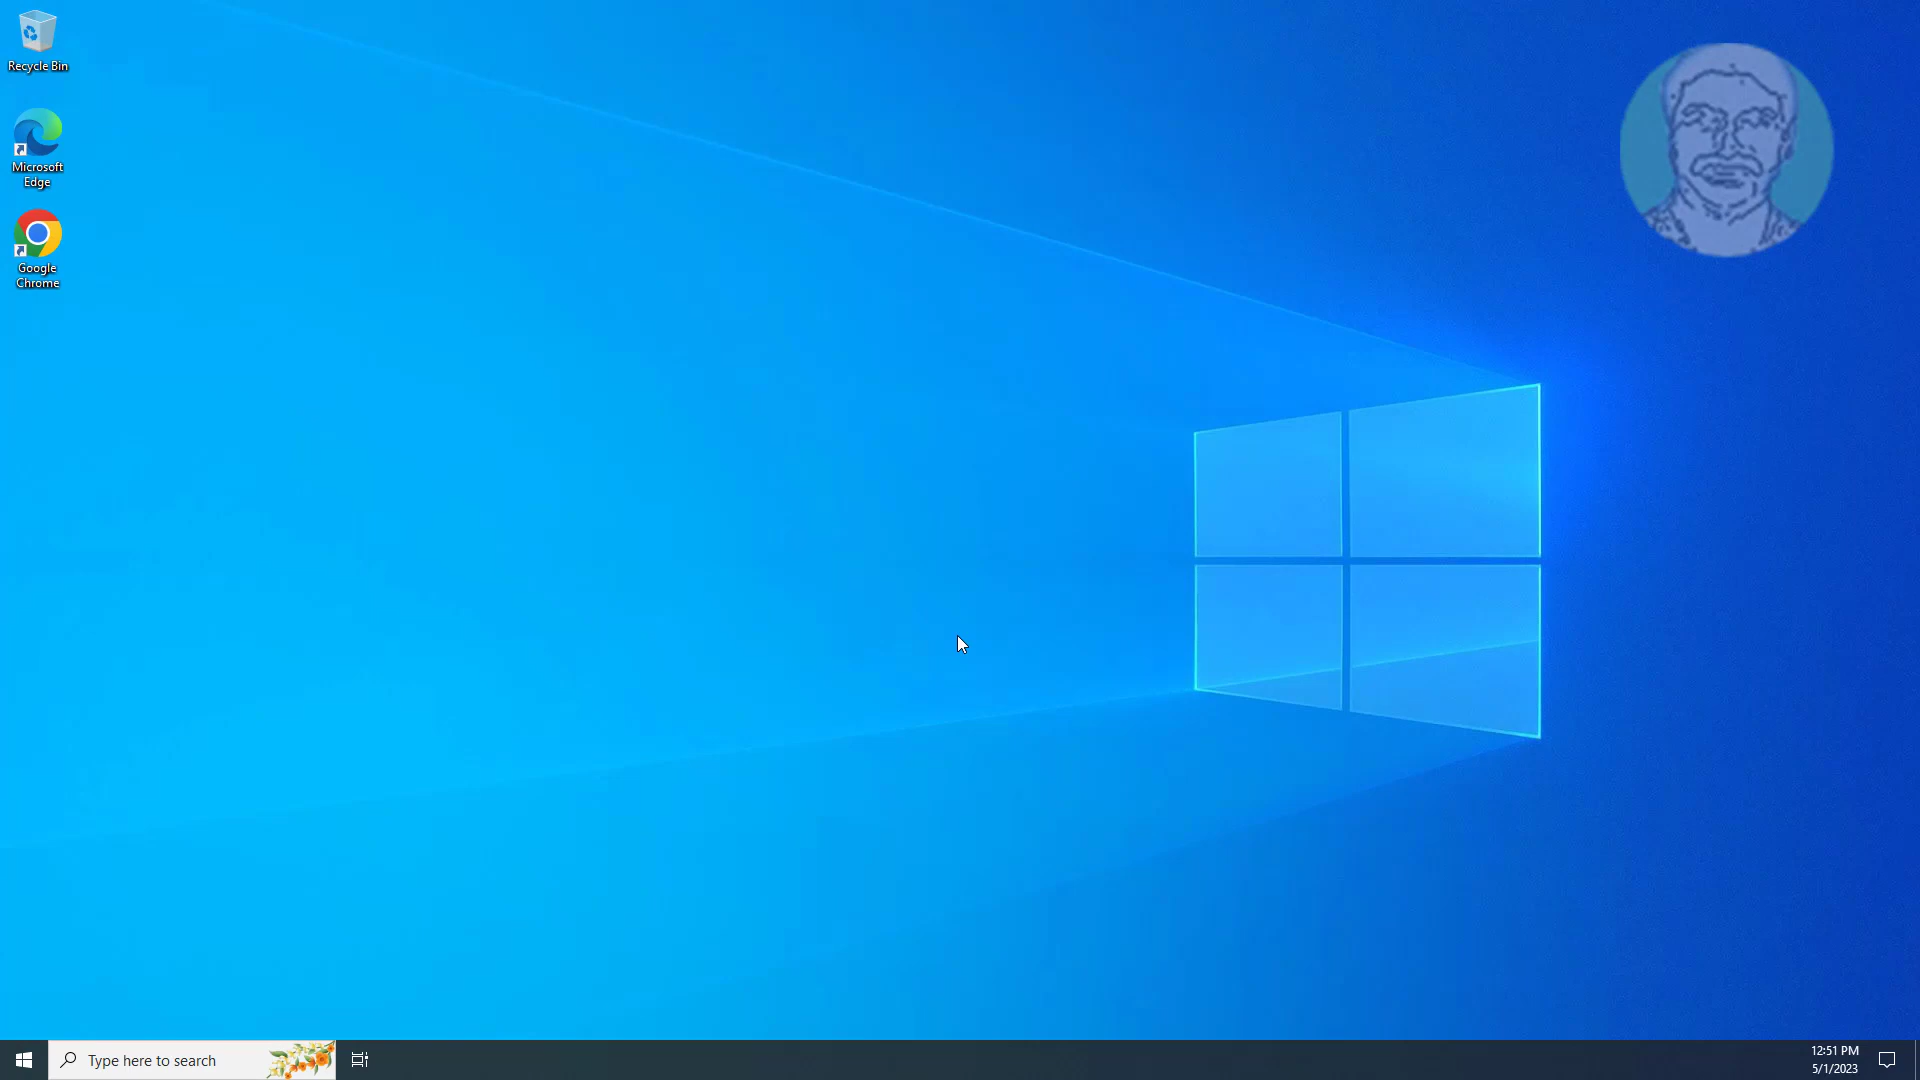 Recycle Bin
Microsoft
Edge
Google
Chrome
Type here to search
12:51 PM
5/1/2023